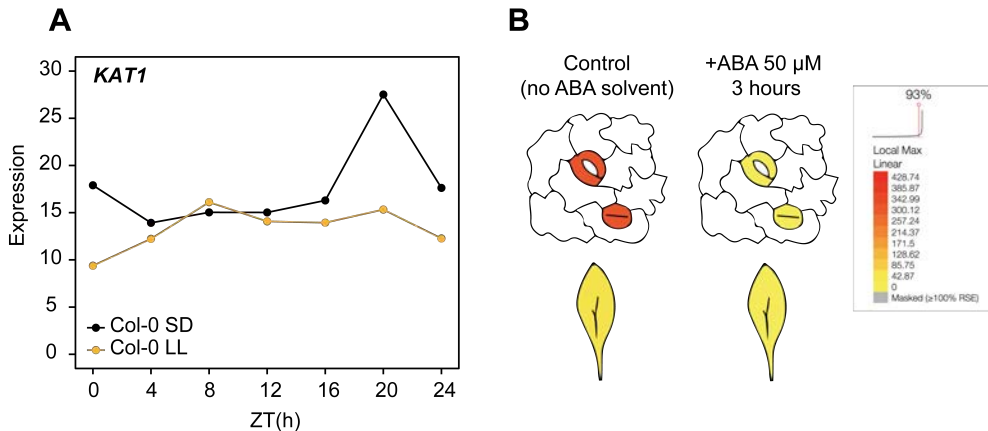 A
KAT1
30
25
20
15
10
5
0
Expression
Col-0 SD
Col-0 LL
0 4 8 12 16 20 24
ZT(h)
B
Control
(no ABA solvent)
+ABA 50 µM
3 hours
93%
Local Max
Linear
428.74
385.87
342.99
300.12
257.24
214.37
171.5
128.62
85.75
42.87
0
Masked (≥100% RSE)